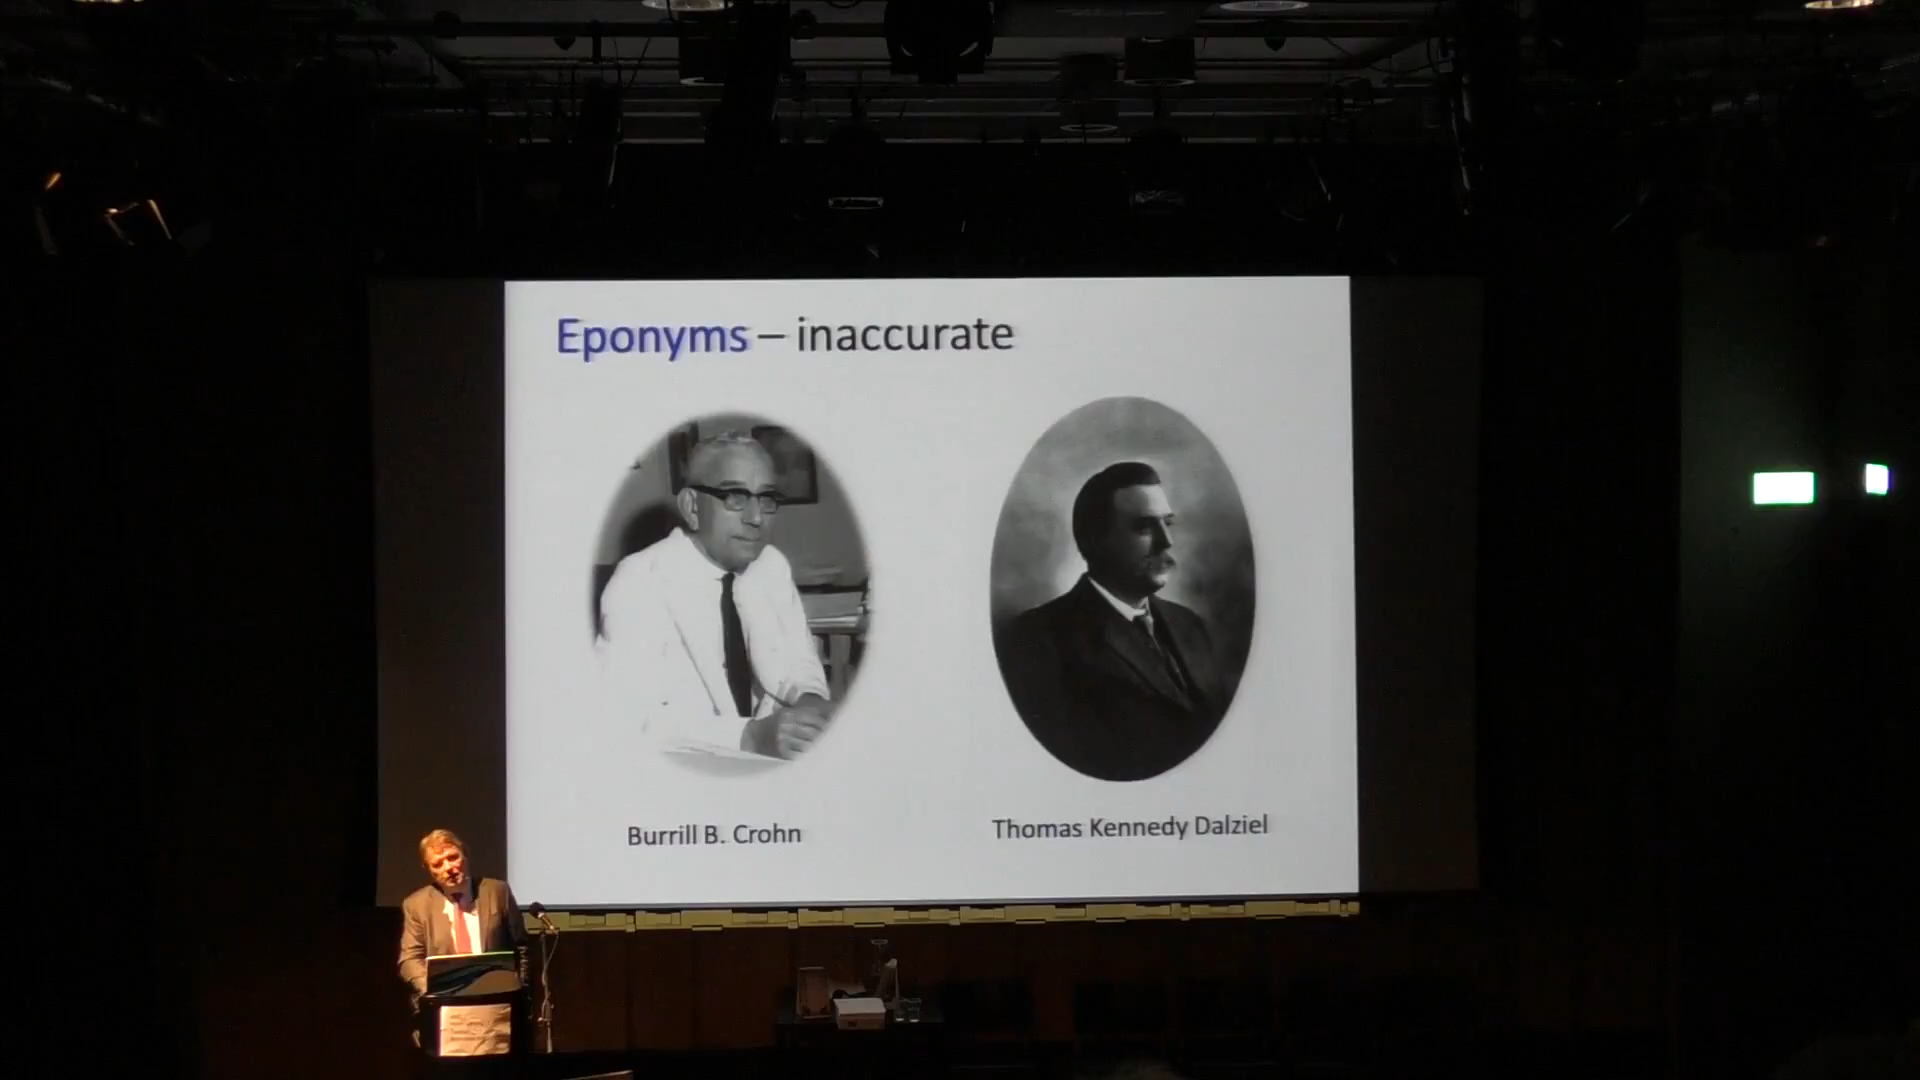 Eponyms – inaccurate
Burrill B. Crohn
Thomas Kennedy Dalziel